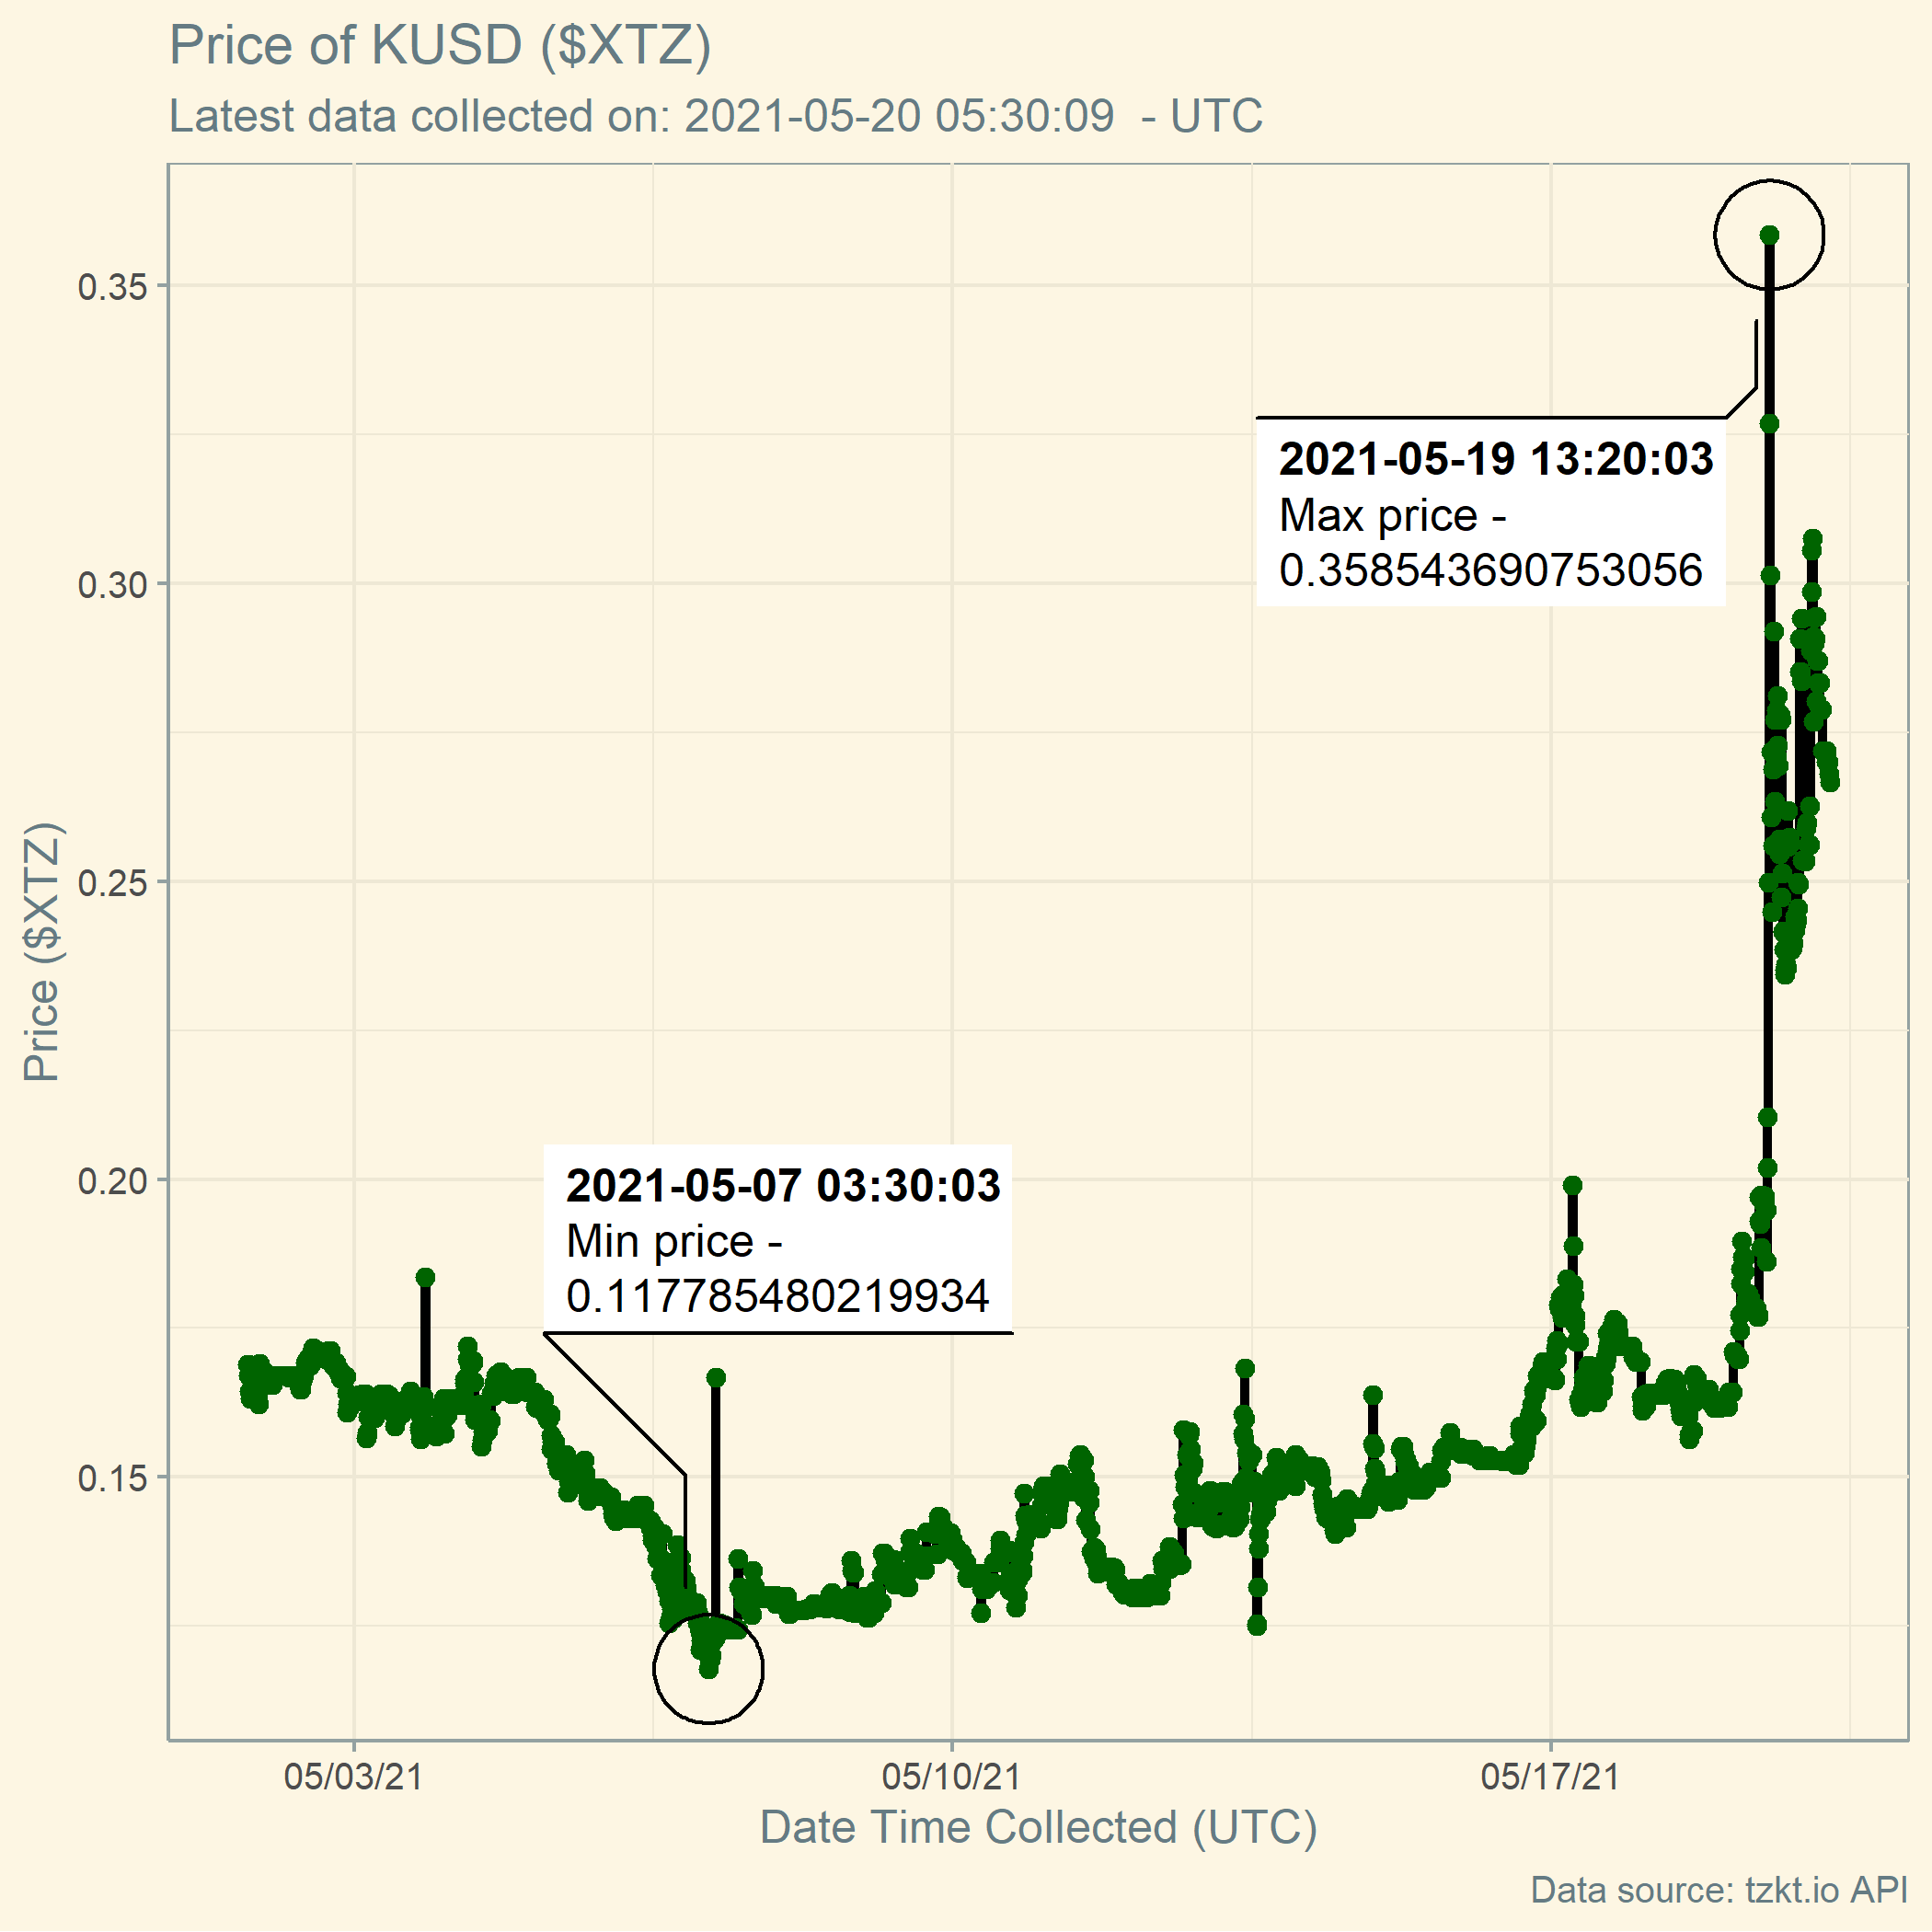 Price of KUSD ($XTZ)
Latest data collected on: 2021-05-20 05:30:09  - UTC
0.35
0.30
0.25
0.20
0.15
Price ($XTZ)
2021-05-19 13:20:03
Max price -
0.358543690753056
2021-05-07 03:30:03
Min price -
0.117785480219934
05/03/21
05/10/21
05/17/21
Date Time Collected (UTC)
Data source: tzkt.io API